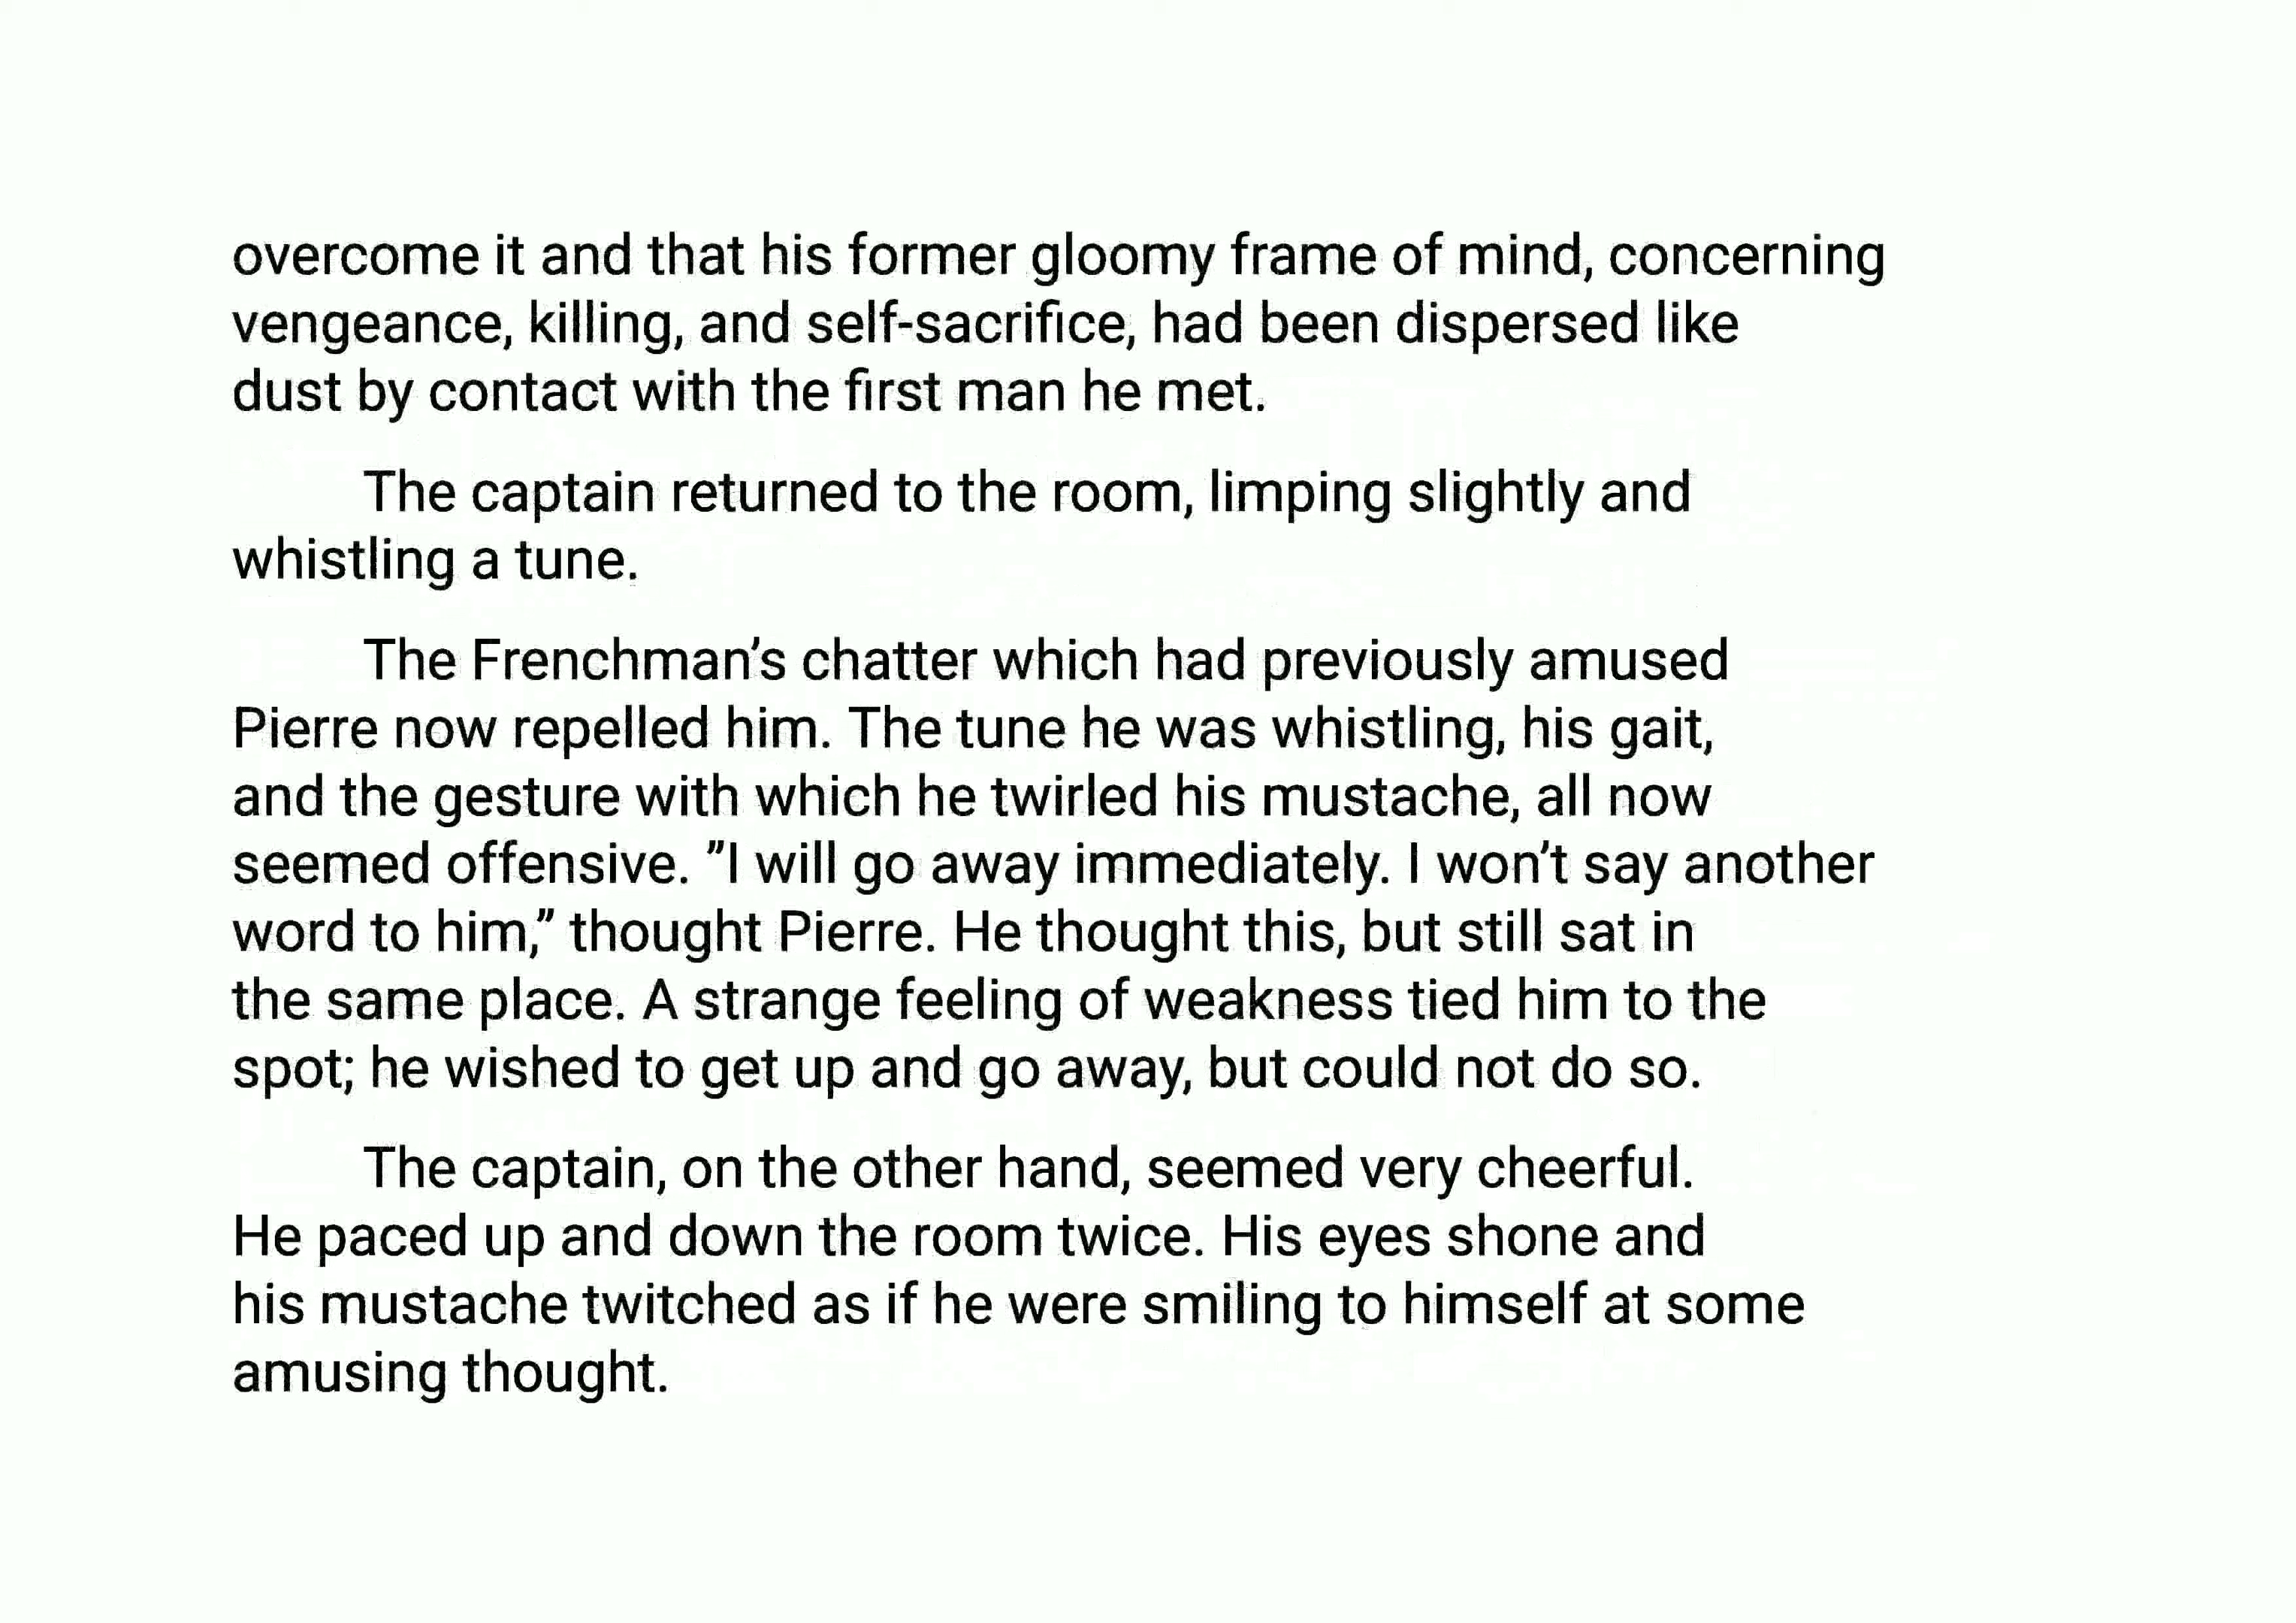 overcome it and that his former gloomy frame of mind, concerning
vengeance, killing, and self-sacrifice, had been dispersed like
dust by contact with the first man he met.
The captain returned to the room, limping slightly and
whistling a tune.
The Frenchman’s chatter which had previously amused
Pierre now repelled him. The tune he was whistling, his gait,
and the gesture with which he twirled his mustache, all now
seemed offensive. ”I will go away immediately. I won’t say another
word to him,” thought Pierre. He thought this, but still sat in
the same place. A strange feeling of weakness tied him to the
spot; he wished to get up and go away, but could not do so.
The captain, on the other hand, seemed very cheerful.
He paced up and down the room twice. His eyes shone and
his mustache twitched as if he were smiling to himself at some
amusing thought.